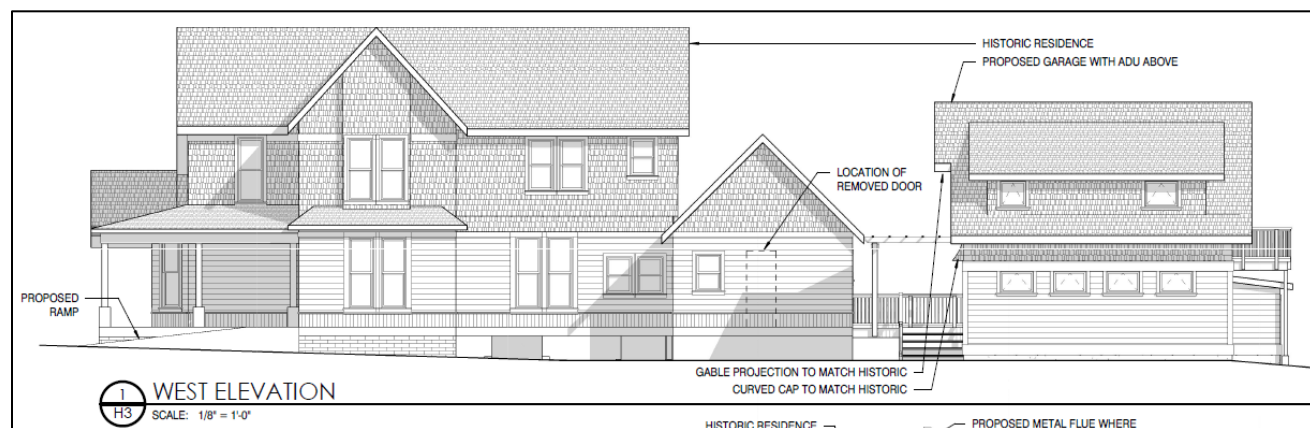 HISTORIC RESIDENCE
PROPOSED GARAGE WITH ADU ABOVE
LOCATION OF
REMOVED DOOR
PROPOSED
RAMP
GABLE PROJECTION TO MATCH HISTORIC
CURVED CAP TO MATCH HISTORIC
1
H3
WEST ELEVATION
SCALE: 1/8" = 1'-0"
HISTORIC RESIDENCE
PROPOSED METAL FLUE WHERE